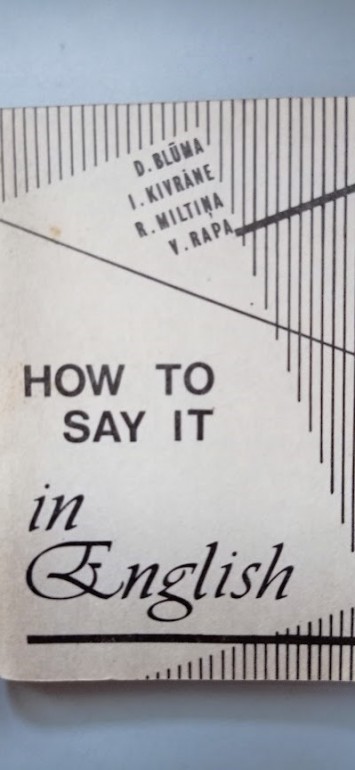 D. BLŪMA
I. KIVRĀNE
R. MILTIŅA
V. RAPA
HOW TO
SAY IT
in
English